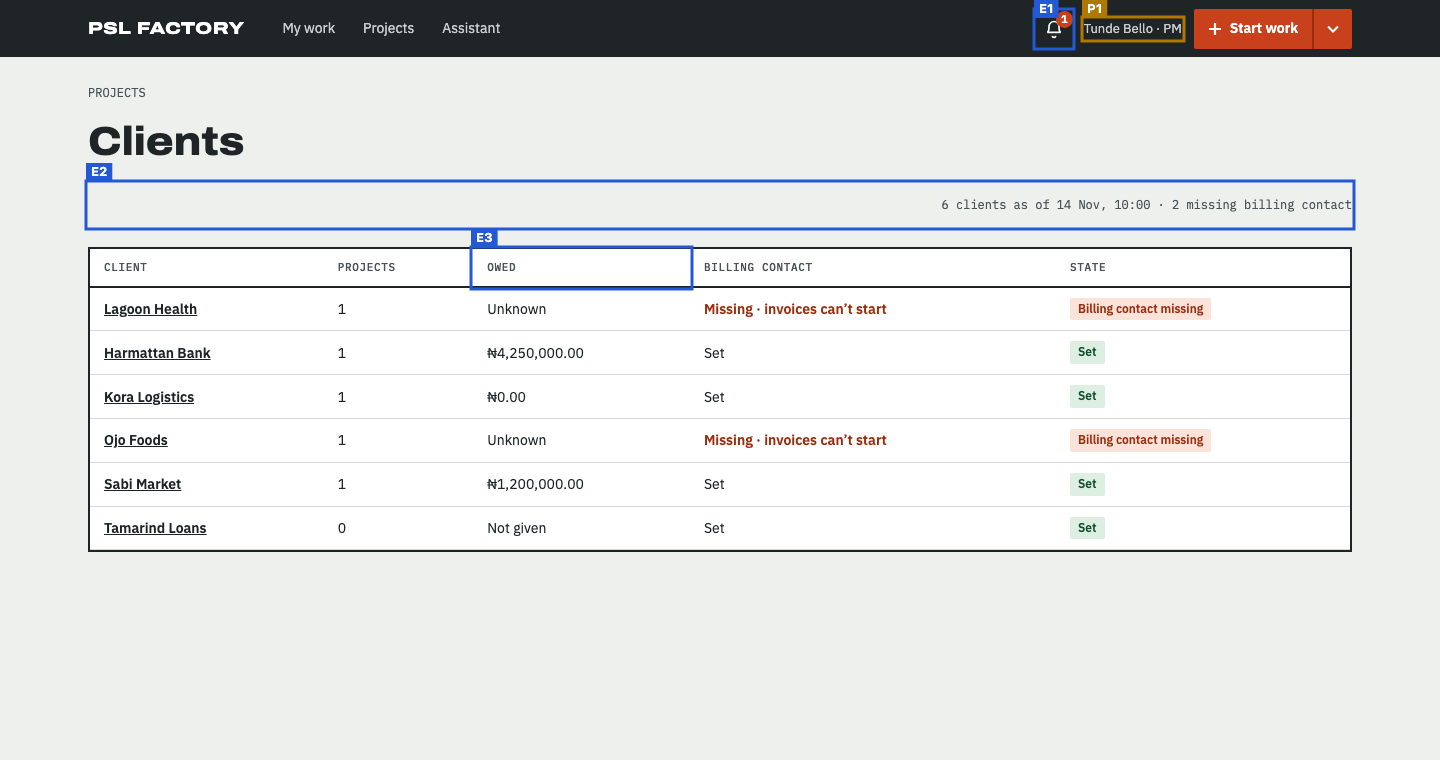 PSL FACTORY My work Projects Assistant E1 1 P1 Tunde Bello · PM + Start work
PROJECTS
Clients
E2
6 clients as of 14 Nov, 10:00 · 2 missing billing contact
E3
CLIENT PROJECTS OWED BILLING CONTACT STATE
Lagoon Health 1 Unknown Missing · invoices can’t start Billing contact missing
Harmattan Bank 1 ₦4,250,000.00 Set Set
Kora Logistics 1 ₦0.00 Set Set
Ojo Foods 1 Unknown Missing · invoices can’t start Billing contact missing
Sabi Market 1 ₦1,200,000.00 Set Set
Tamarind Loans 0 Not given Set Set